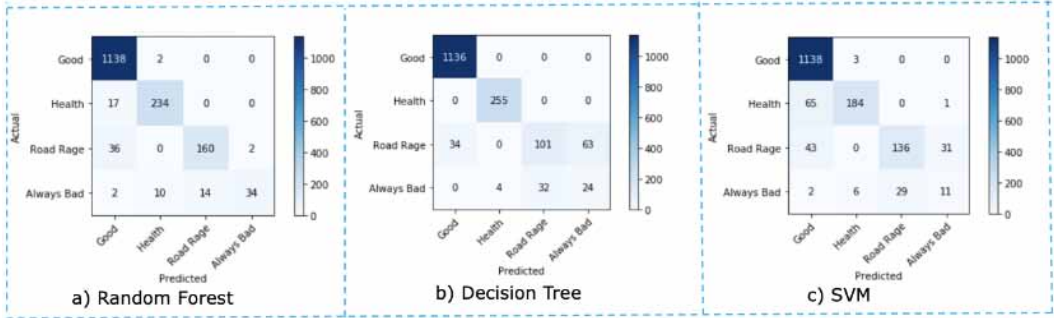 Good 1138 2 0 0 1000
Health 17 234 0 0 800
600
Road Rage 36 0 160 2 400
Always Bad 2 10 14 34 200
0
Actual
Good Health Road Rage Always Bad
Predicted
a) Random Forest
Good 1136 0 0 0 1000
Health 0 255 0 0 800
600
Road Rage 34 0 101 63 400
Always Bad 0 4 32 24 200
0
Actual
Good Health Road Rage Always Bad
Predicted
b) Decision Tree
Good 1138 3 0 0 1000
Health 65 184 0 1 800
600
Road Rage 43 0 136 31 400
Always Bad 2 6 29 11 200
0
Actual
Good Health Road Rage Always Bad
Predicted
c) SVM